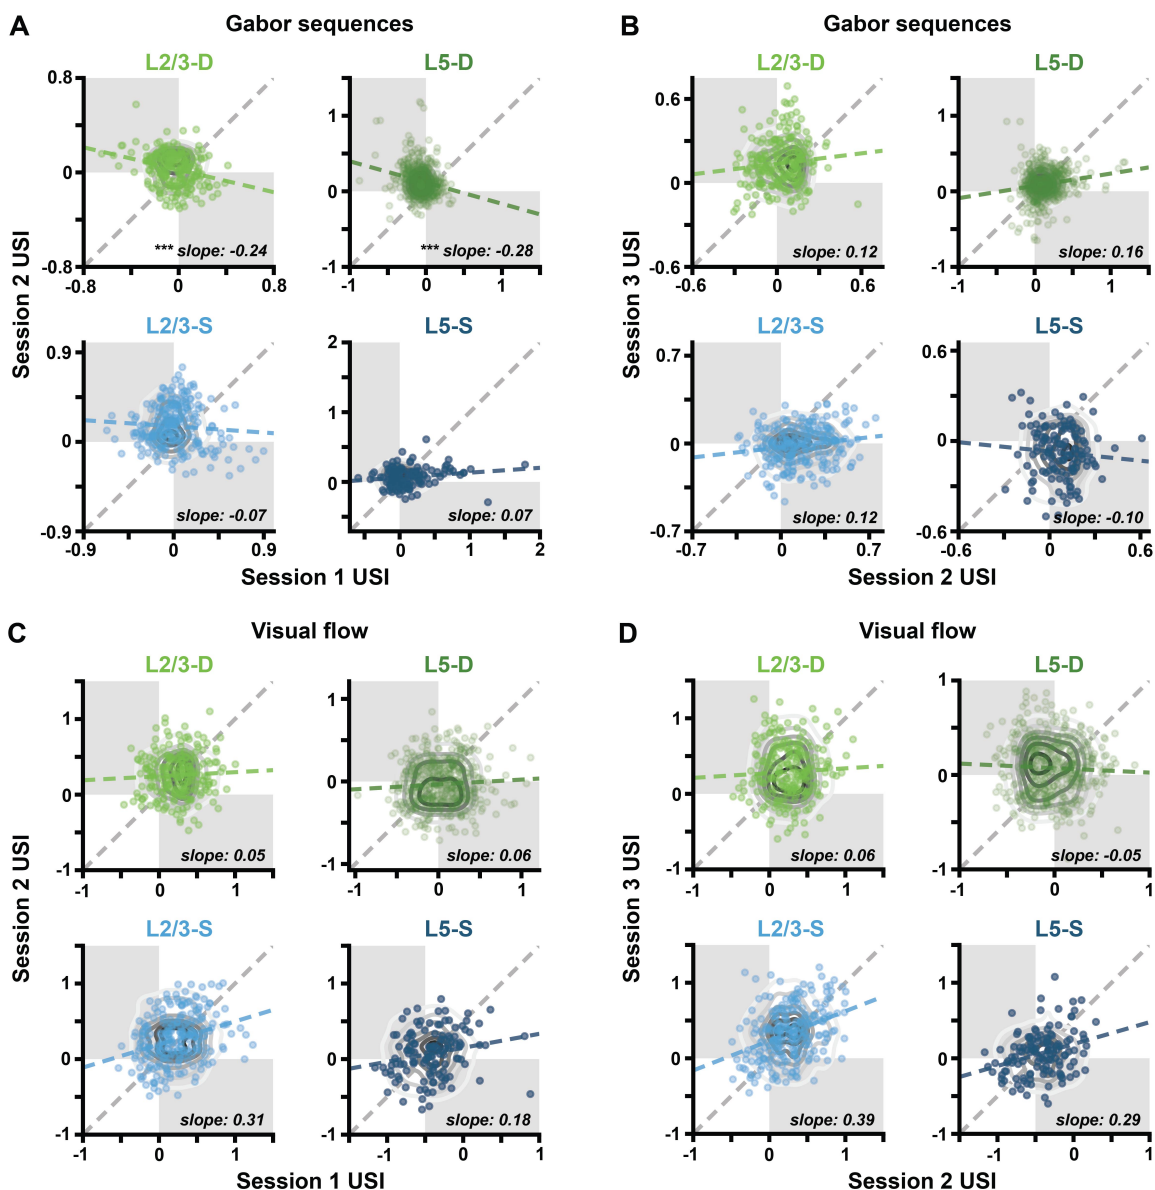 A
Gabor sequences
L2/3-D
L5-D
0.8
0
-0.8
-0.8
0
0.8
*** slope: -0.24
1
0
-1
-1
0
1
*** slope: -0.28
Session 2 USI
L2/3-S
L5-S
0.9
0
-0.9
-0.9
0
0.9
slope: -0.07
2
1
0
0
1
2
slope: 0.07
Session 1 USI
B
Gabor sequences
L2/3-D
L5-D
0.6
0
-0.6
-0.6
0
0.6
slope: 0.12
1
0
-1
-1
0
1
slope: 0.16
Session 3 USI
L2/3-S
L5-S
0.7
0
-0.7
-0.7
0
0.7
slope: 0.12
0.6
0
-0.6
-0.6
0
0.6
slope: -0.10
Session 2 USI
C
Visual flow
L2/3-D
L5-D
1
0
-1
-1
0
1
slope: 0.05
1
0
-1
-1
0
1
slope: 0.06
Session 2 USI
L2/3-S
L5-S
1
0
-1
-1
0
1
slope: 0.31
1
0
-1
-1
0
1
slope: 0.18
Session 1 USI
D
Visual flow
L2/3-D
L5-D
1
0
-1
-1
0
1
slope: 0.06
1
0
-1
-1
0
1
slope: -0.05
Session 3 USI
L2/3-S
L5-S
1
0
-1
-1
0
1
slope: 0.39
1
0
-1
-1
0
1
slope: 0.29
Session 2 USI